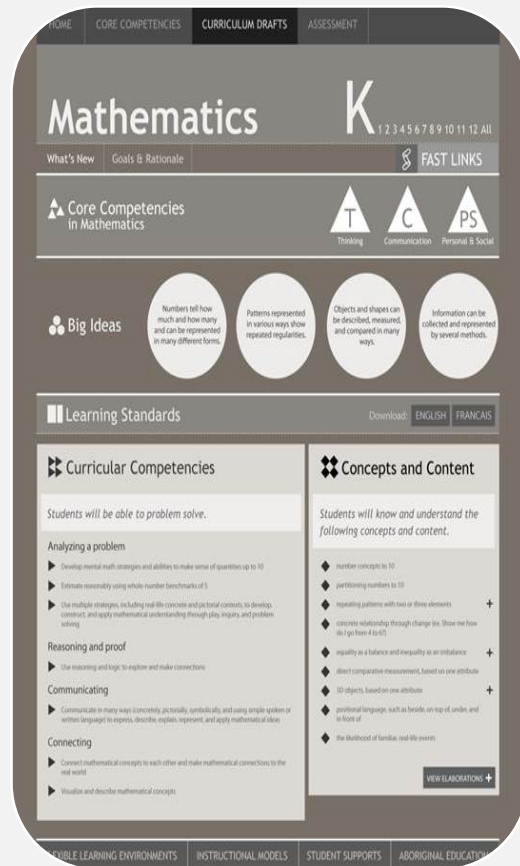 HOME CORE COMPETENCIES CURRICULUM DRAFTS ASSESSMENT
Mathematics
K 1 2 3 4 5 6 7 8 9 10 11 12 All
What's New Goals & Rationale
FAST LINKS
Core Competencies
in Mathematics
T
Thinking
C
Communication
PS
Personal & Social
Big Ideas
Numbers tell how
much and how many
and can be represented
in many different forms.
Patterns represented
in various ways show
repeated regularities.
Objects and shapes can
be described, measured,
and compared in many
ways.
Information can be
collected and represented
by several methods.
Learning Standards
Download: ENGLISH FRANCAIS
Curricular Competencies
Students will be able to problem solve.
Analyzing a problem
Develop mental math strategies and abilities to make sense of quantities up to 10
Estimate reasonably using whole number benchmarks of 5
Use multiple strategies, including real-life concrete and pictorial contexts, to develop,
construct, and apply mathematical understanding through play, inquiry, and problem
solving
Reasoning and proof
Use reasoning and logic to explore and make connections
Communicating
Communicate in many ways (concretely, pictorially, symbolically, and using simple spoken or
written language) to express, describe, explain, represent, and apply mathematical ideas
Connecting
Connect mathematical concepts to each other and make mathematical connections to the
real world
Visualize and describe mathematical concepts
Concepts and Content
Students will know and understand the
following concepts and content.
number concepts to 10
partitioning numbers to 10
repeating patterns with two or three elements +
concrete relationship through change (ex. Show me how
do I go from 4 to 6?)
equality as a balance and inequality as an imbalance +
direct comparative measurement, based on one attribute
3D objects, based on one attribute +
positional language, such as beside, on top of, under, and
in front of
the likelihood of familiar, real-life events
VIEW ELABORATIONS +
FLEXIBLE LEARNING ENVIRONMENTS INSTRUCTIONAL MODELS STUDENT SUPPORTS ABORIGINAL EDUCATION